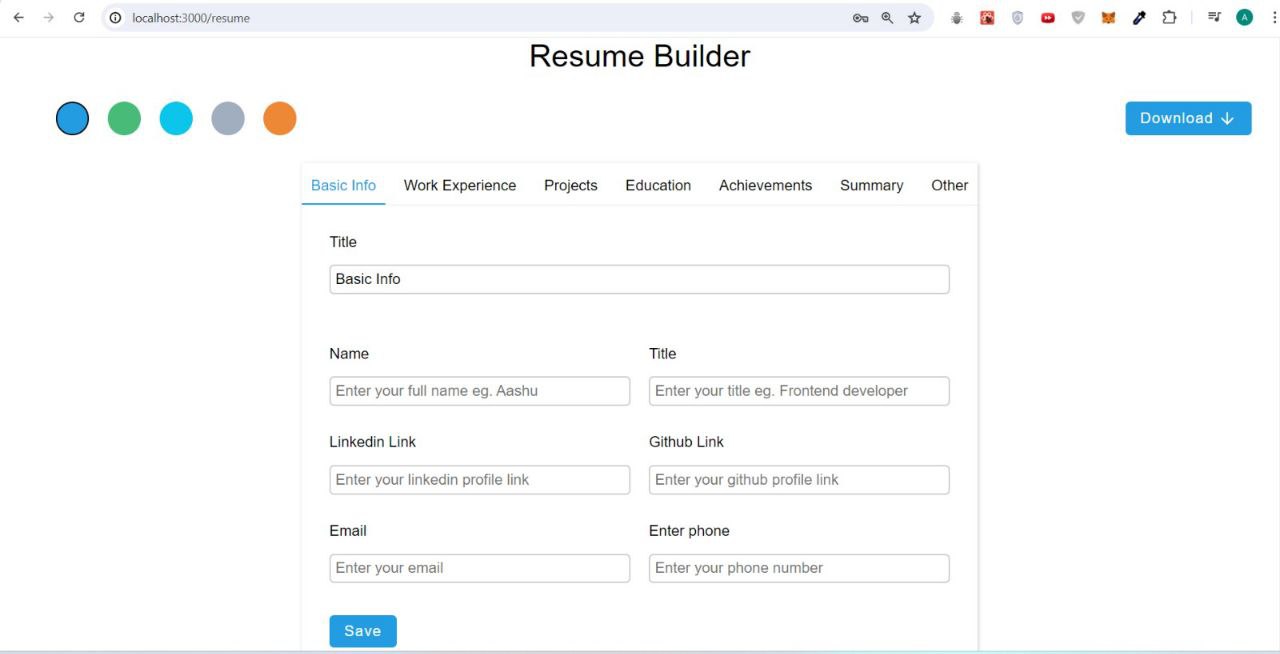 localhost:3000/resume
A
Resume Builder
Download ↓
Basic Info Work Experience Projects Education Achievements Summary Other
Title
Basic Info
Name Title
Enter your full name eg. Aashu Enter your title eg. Frontend developer
Linkedin Link Github Link
Enter your linkedin profile link Enter your github profile link
Email Enter phone
Enter your email Enter your phone number
Save